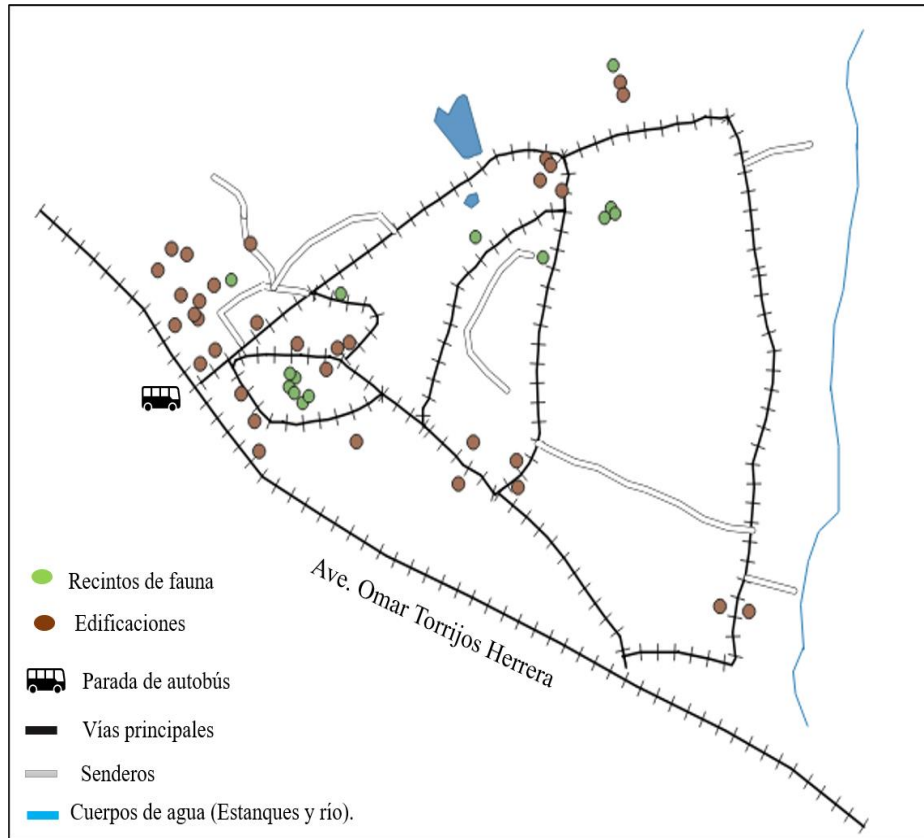 Ave. Omar Torrijos Herrera
Recintos de fauna
Edificaciones
Parada de autobús
Vías principales
Senderos
Cuerpos de agua (Estanques y río).